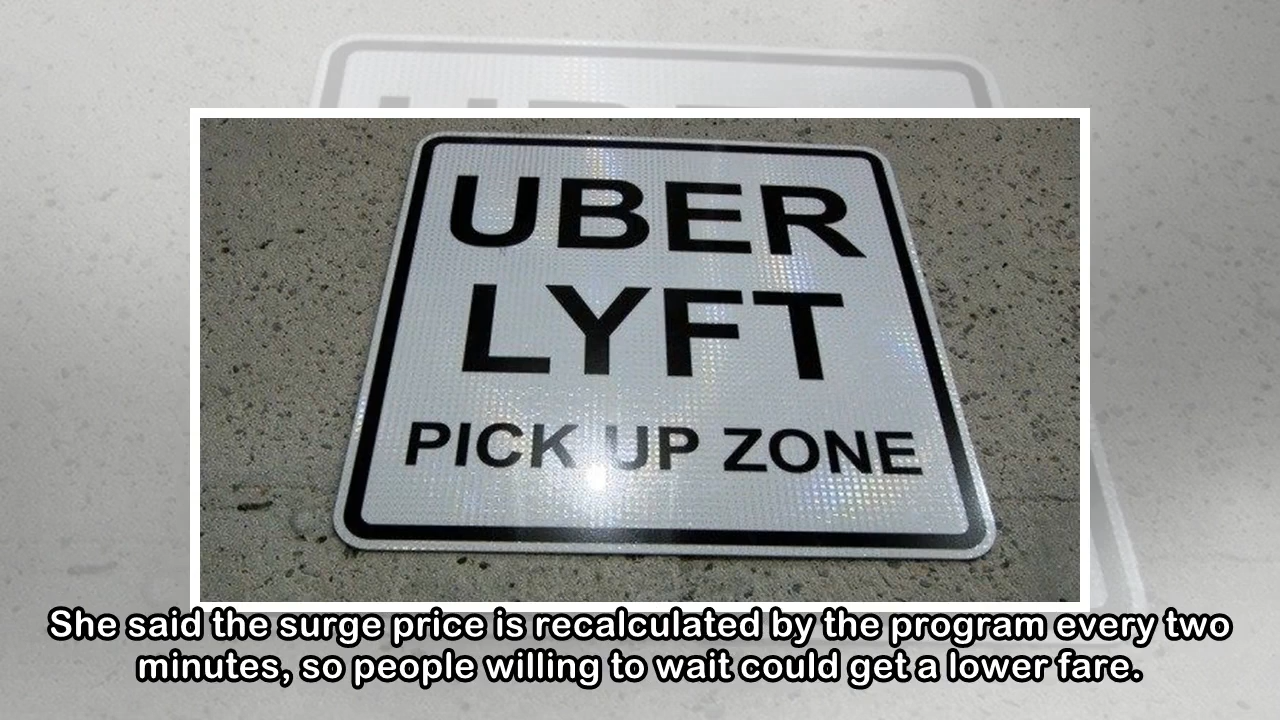 UBER
LYFT
PICK UP ZONE
She said the surge price is recalculated by the program every two
minutes, so people willing to wait could get a lower fare.